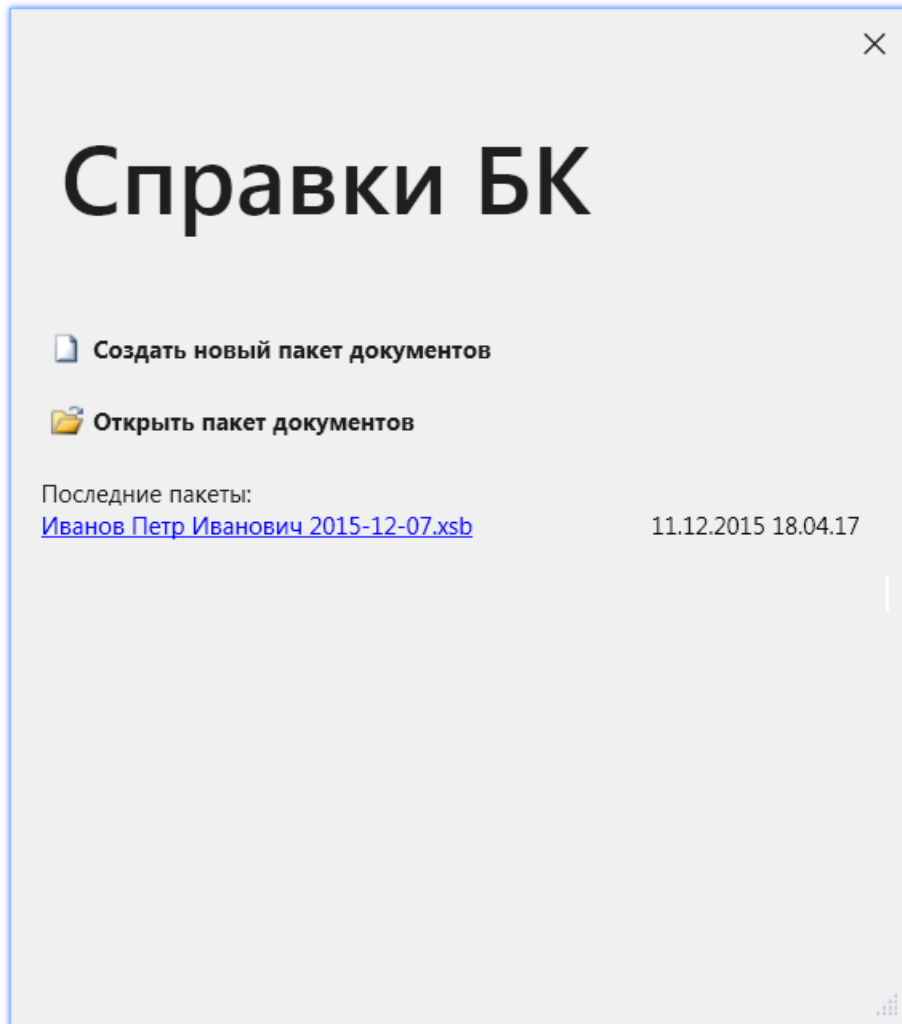 Справки БК
Создать новый пакет документов
Открыть пакет документов
Последние пакеты:
Иванов Петр Иванович 2015-12-07.xsb 11.12.2015 18.04.17